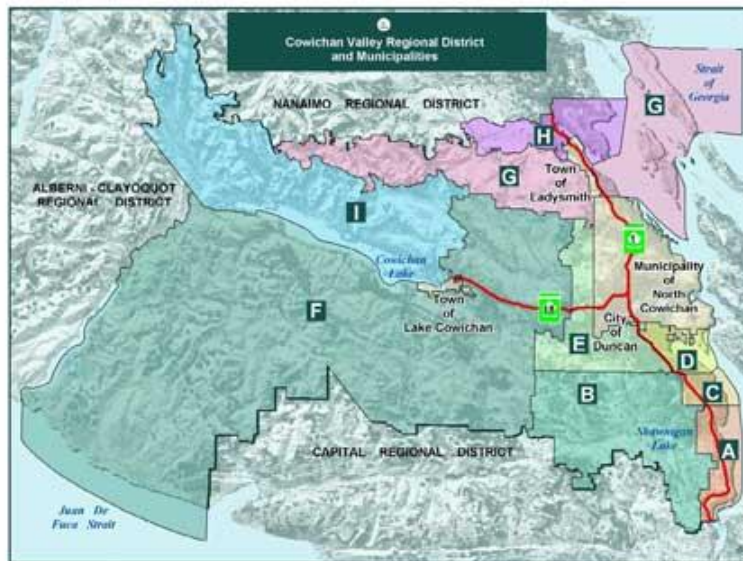 Cowichan Valley Regional District
and Municipalities
Strait
of
Georgia
NANAIMO REGIONAL DISTRICT
G
H
Town
of
Ladysmith
G
ALBERNI - CLAYOQUOT
REGIONAL DISTRICT
I
1
Cowichan
Lake
Municipality
of
North
Cowichan
F
Town
of
Lake Cowichan
18
City
of
Duncan
E
D
B
C
Shawnigan
Lake
A
CAPITAL REGIONAL DISTRICT
Juan De
Fuca Strait